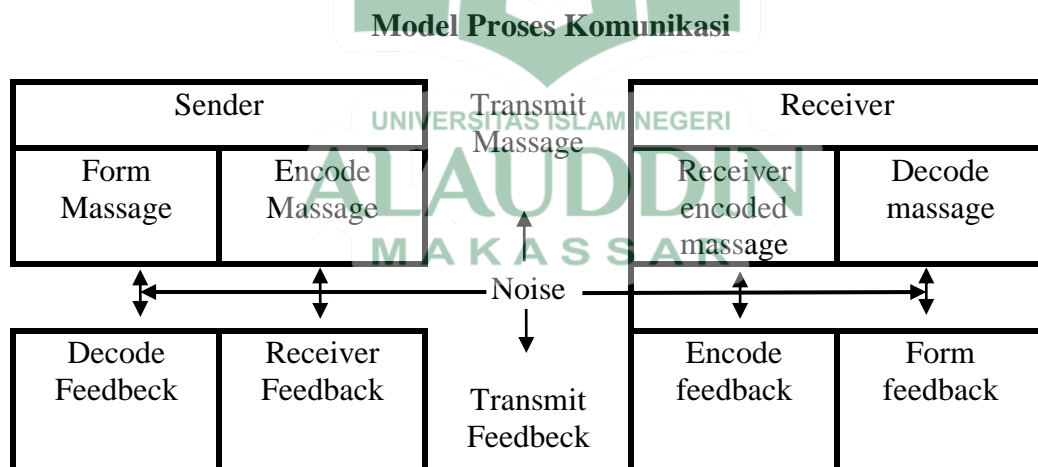 Model Proses Komunikasi
Sender
Transmit
Massage
Receiver
UNIVERSITAS ISLAM NEGERI
ALAUDDIN
MAKASSAR
Form
Massage
Encode
Massage
Receiver
encoded
massage
Decode
massage
Noise
Decode
Feedbeck
Receiver
Feedback
Transmit
Feedbeck
Encode
feedback
Form
feedback